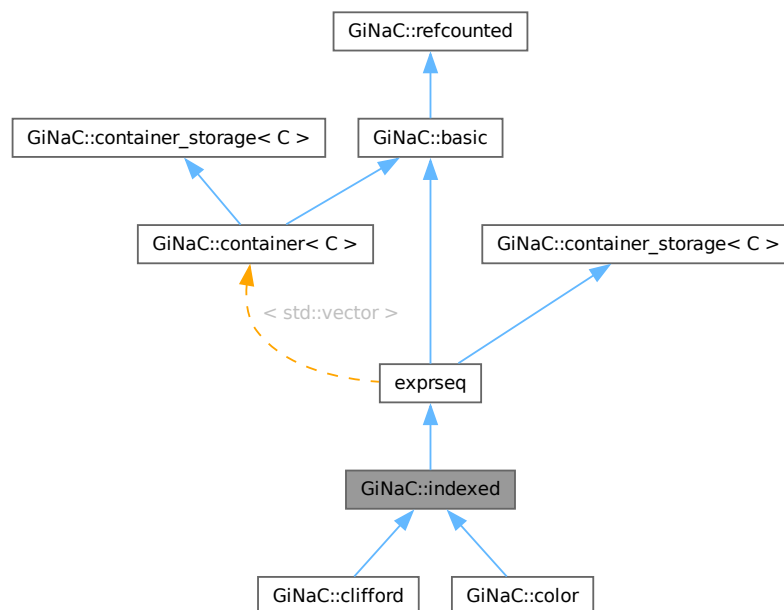 GiNaC::refcounted
GiNaC::container_storage< C >
GiNaC::basic
GiNaC::container< C >
GiNaC::container_storage< C >
< std::vector >
exprseq
GiNaC::indexed
GiNaC::clifford
GiNaC::color